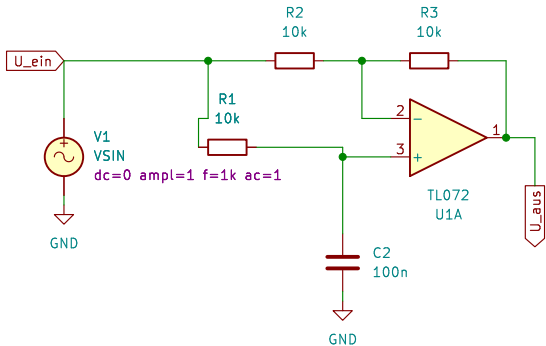 R2
10k
R3
10k
U_ein
R1
10k
2
−
1
V1
VSIN
dc=0 ampl=1 f=1k ac=1
3
+
TL072
U1A
U_aus
GND
C2
100n
GND